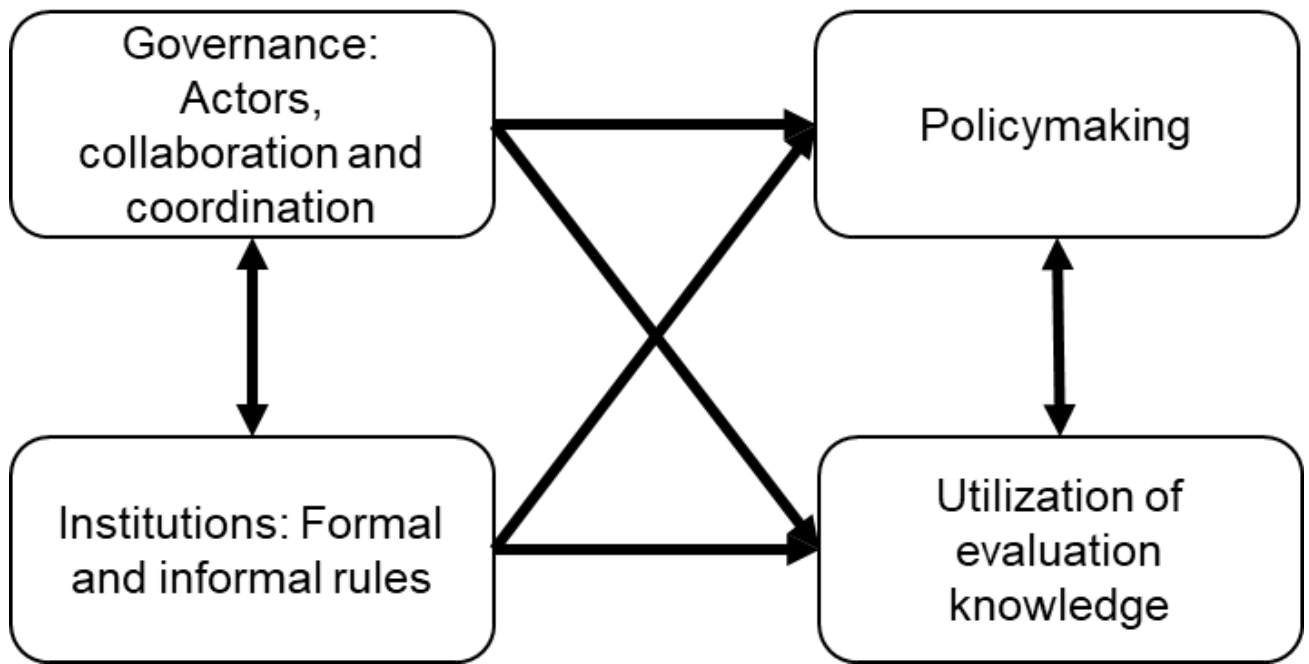 Governance:
Actors,
collaboration and
coordination
Policymaking
Institutions: Formal
and informal rules
Utilization of
evaluation
knowledge